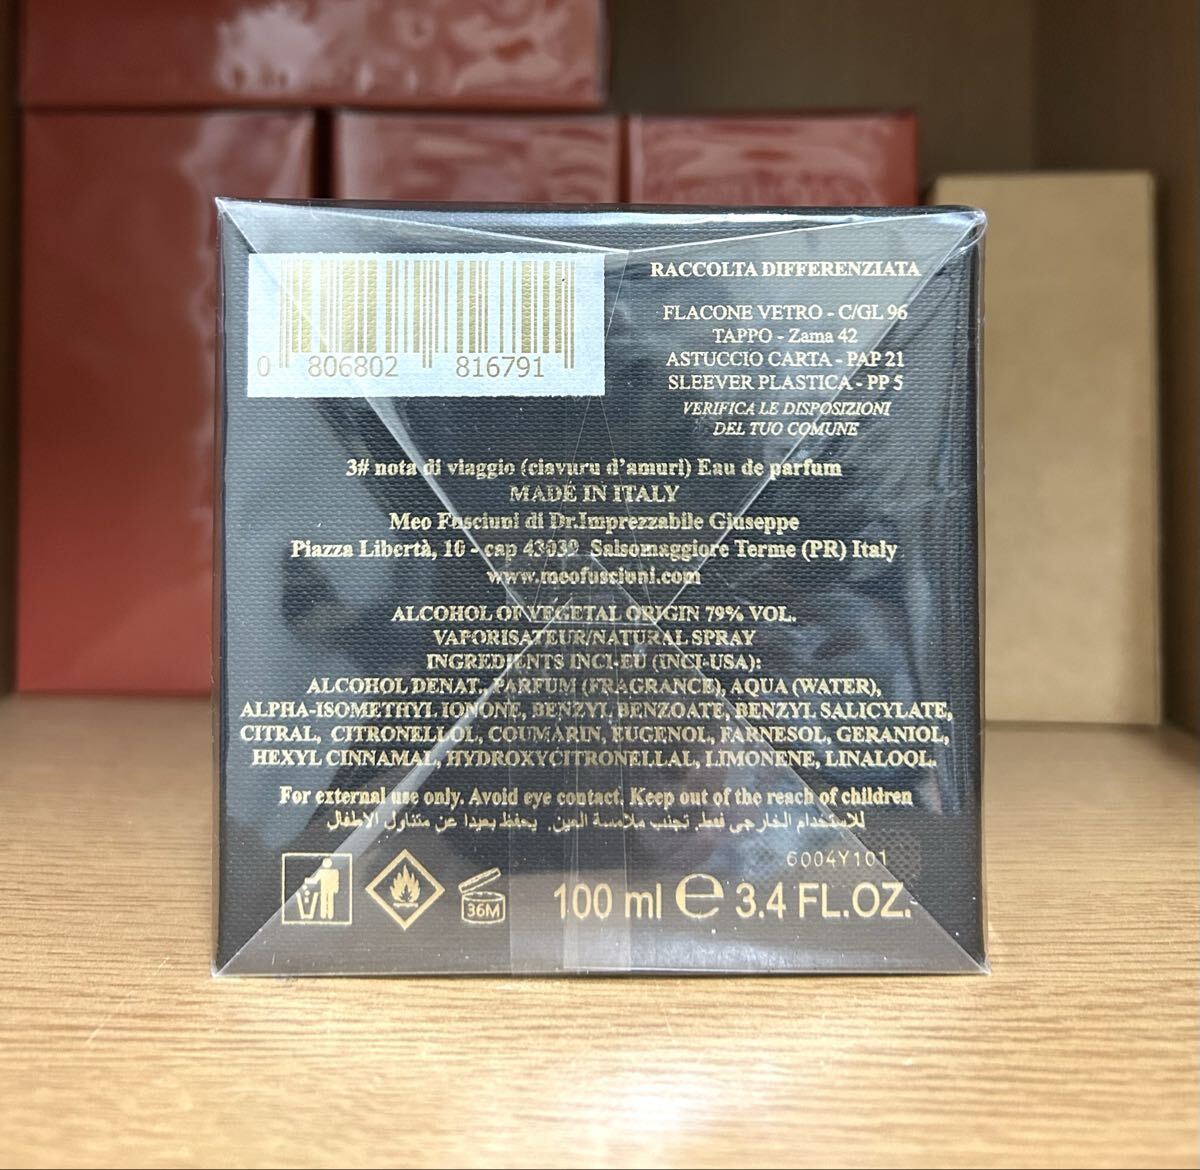 0 806802 816791
RACCOLTA DIFFERENZIATA
FLACONE VETRO - C/GL 96
TAPPO - Zama 42
ASTUCCIO CARTA - PAP 21
SLEEVER PLASTICA - PP 5
VERIFICA LE DISPOSIZIONI
DEL TUO COMUNE
3# nota di viaggio (ciavuru d'amuri) Eau de parfum
MADE IN ITALY
Meo Fusciuni di Dr.Imprezzabile Giuseppe
Piazza Libertà, 10 - cap 43039 Salsomaggiore Terme (PR) Italy
www.meofusciuni.com
ALCOHOL OF VEGETAL ORIGIN 79% VOL.
VAPORISATEUR/NATURAL SPRAY
INGREDIENTS INCI-EU (INCI-USA):
ALCOHOL DENAT., PARFUM (FRAGRANCE), AQUA (WATER),
ALPHA-ISOMETHYL IONONE, BENZYL BENZOATE, BENZYL SALICYLATE,
CITRAL, CITRONELLOL, COUMARIN, EUGENOL, FARNESOL, GERANIOL,
HEXYL CINNAMAL, HYDROXYCITRONELLAL, LIMONENE, LINALOOL.
For external use only. Avoid eye contact. Keep out of the reach of children
للاستخدام الخارجي فقط. تجنب ملامسة العين. يحفظ بعيدا عن متناول الاطفال
6004Y101
36M
100 ml e 3.4 FL.OZ.